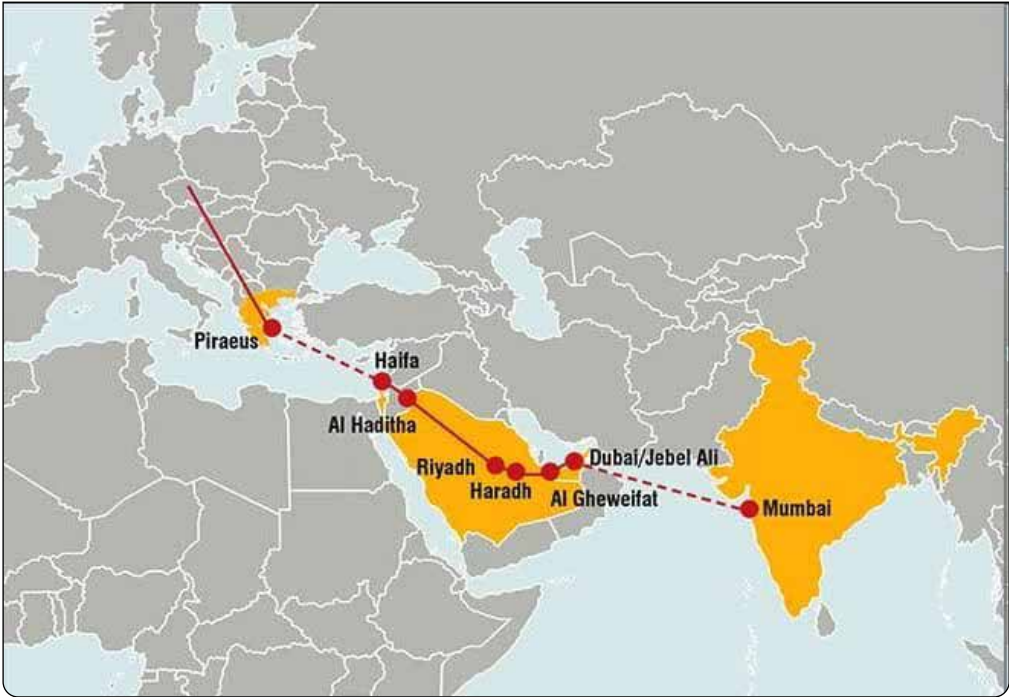 Piraeus
Haifa
Al Haditha
Riyadh
Haradh
Dubai/Jebel Ali
Al Gheweifat
Mumbai